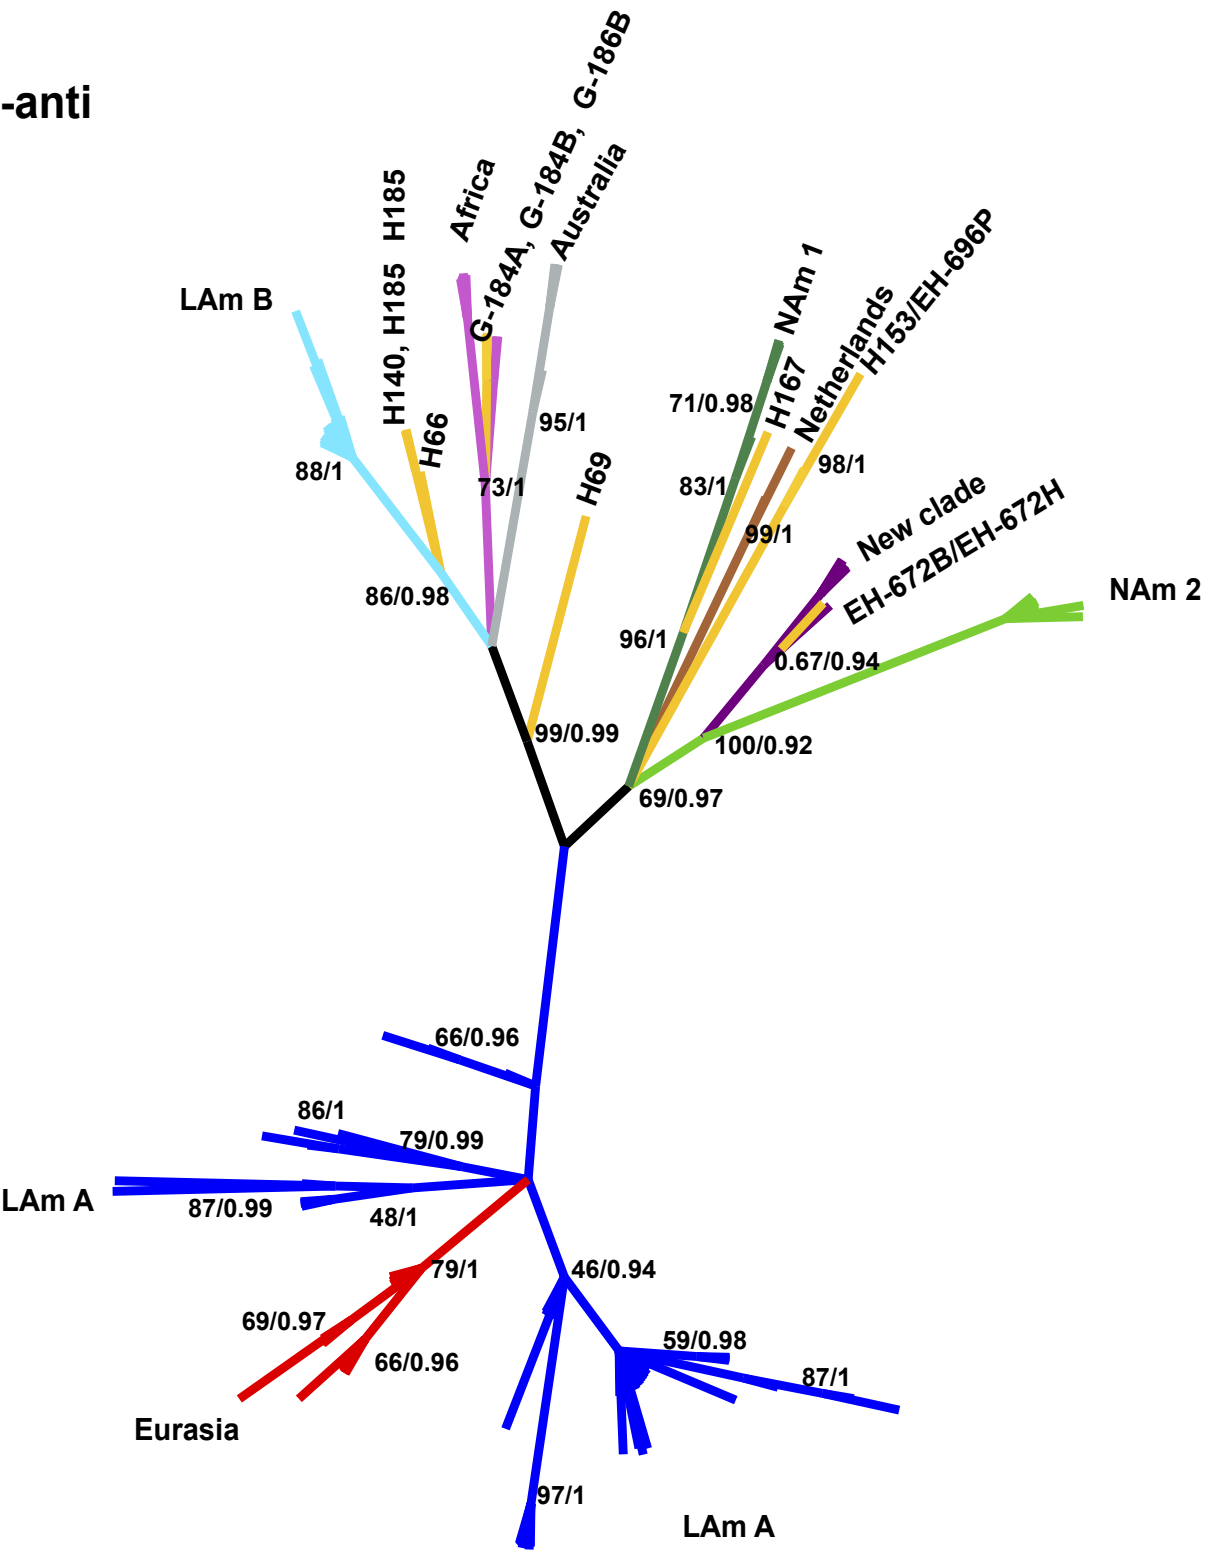 -anti
LAm B
H140, H185 H185
H66
Africa
G-184A, G-184B, G-186B
Australia
H69
NAm 1
H167
Netherlands
H153/EH-696P
New clade
EH-672B/EH-672H
NAm 2
88/1
86/0.98
73/1
95/1
71/0.98
83/1
98/1
99/1
96/1
0.67/0.94
99/0.99
100/0.92
69/0.97
66/0.96
86/1
79/0.99
LAm A
87/0.99
48/1
79/1
46/0.94
69/0.97
66/0.96
59/0.98
87/1
Eurasia
97/1
LAm A